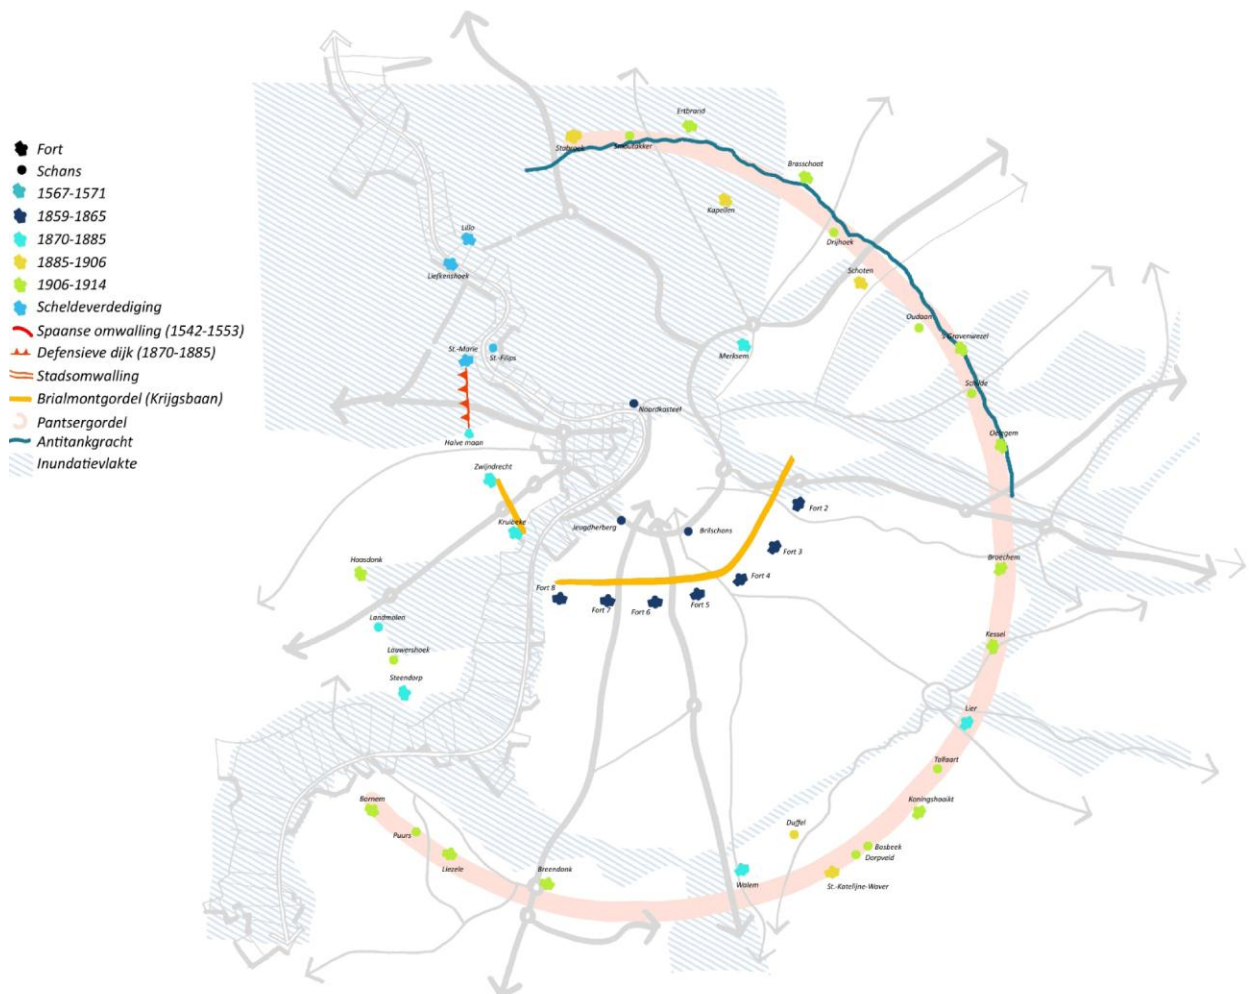 Fort
Schans
1567-1571
1859-1865
1870-1885
1885-1906
1906-1914
Scheldeverdediging
Spaanse omwalling (1542-1553)
Defensieve dijk (1870-1885)
Stadsomwalling
Brialmontgordel (Krijgsbaan)
Pantsergordel
Antitankgracht
Inundatievlakte
Ertbrand
Stabroek
Smoutakker
Brasschaat
Kapellen
Lillo
Drijhoek
Liefkenshoek
Schoten
Oudaan
'S Gravenwezel
St.-Marie
St.-Filips
Merksem
Schilde
Noordkasteel
Oelegem
Halve maan
Zwijndrecht
Fort 2
Kruibeke
Jeugdherberg
Brilschans
Fort 3
Haasdonk
Broechem
Fort 4
Fort 8
Fort 5
Fort 7
Fort 6
Landmolen
Kessel
Lauwershoek
Steendorp
Lier
Tallaart
Bornem
Koningshooikt
Duffel
Puurs
Bosbeek
Dorpveld
Liezele
Breendonk
Walem
St.-Katelijne-Waver